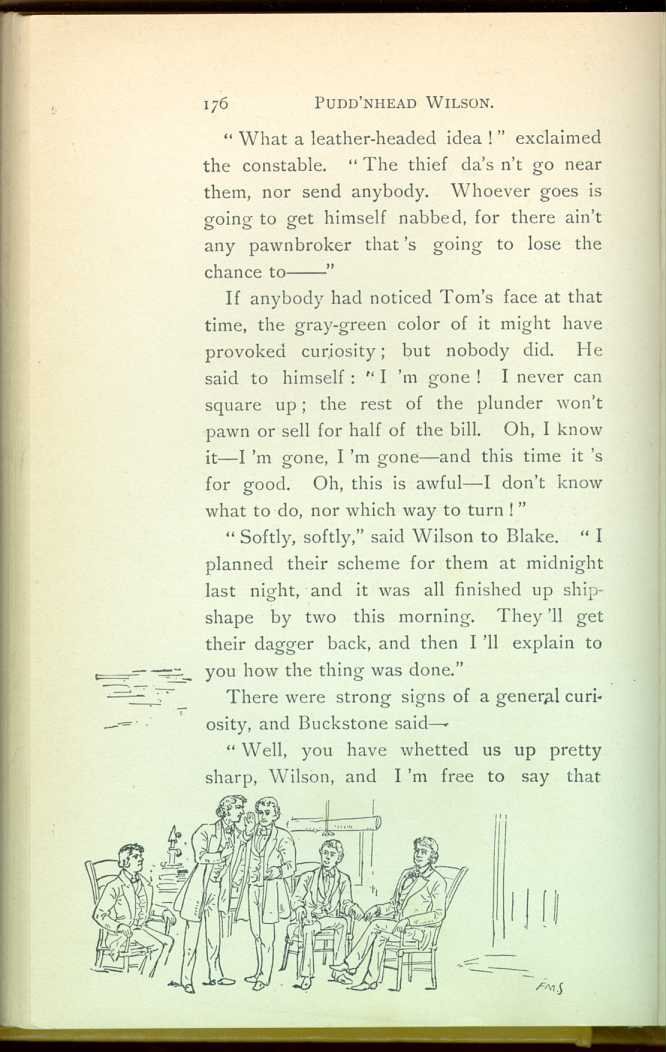 176 PUDD'NHEAD WILSON.
“ What a leather-headed idea ! ” exclaimed
the constable. “ The thief da's n't go near
them, nor send anybody. Whoever goes is
going to get himself nabbed, for there ain't
any pawnbroker that 's going to lose the
chance to——”
If anybody had noticed Tom's face at that
time, the gray-green color of it might have
provoked curiosity ; but nobody did. He
said to himself : “ I 'm gone ! I never can
square up ; the rest of the plunder won't
pawn or sell for half of the bill. Oh, I know
it—I 'm gone, I 'm gone—and this time it 's
for good. Oh, this is awful—I don't know
what to do, nor which way to turn ! ”
“ Softly, softly,” said Wilson to Blake. “ I
planned their scheme for them at midnight
last night, and it was all finished up ship-
shape by two this morning. They 'll get
their dagger back, and then I 'll explain to
you how the thing was done.”
There were strong signs of a general curi-
osity, and Buckstone said—
“ Well, you have whetted us up pretty
sharp, Wilson, and I 'm free to say that
FMS